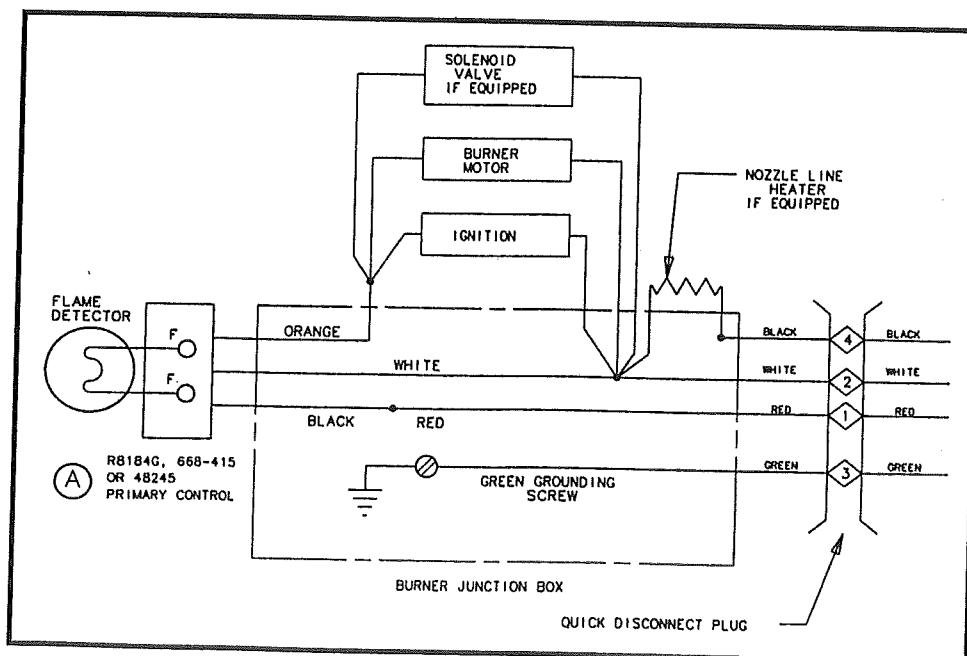 SOLENOID
VALVE
IF EQUIPPED
BURNER
MOTOR
IGNITION
NOZZLE LINE
HEATER
IF EQUIPPED
FLAME
DETECTOR
F
F
ORANGE
WHITE
BLACK
RED
BLACK
4
BLACK
WHITE
2
WHITE
RED
1
RED
GREEN
3
GREEN
A
R8184G, 668-415
OR 48245
PRIMARY CONTROL
GREEN GROUNDING
SCREW
BURNER JUNCTION BOX
QUICK DISCONNECT PLUG